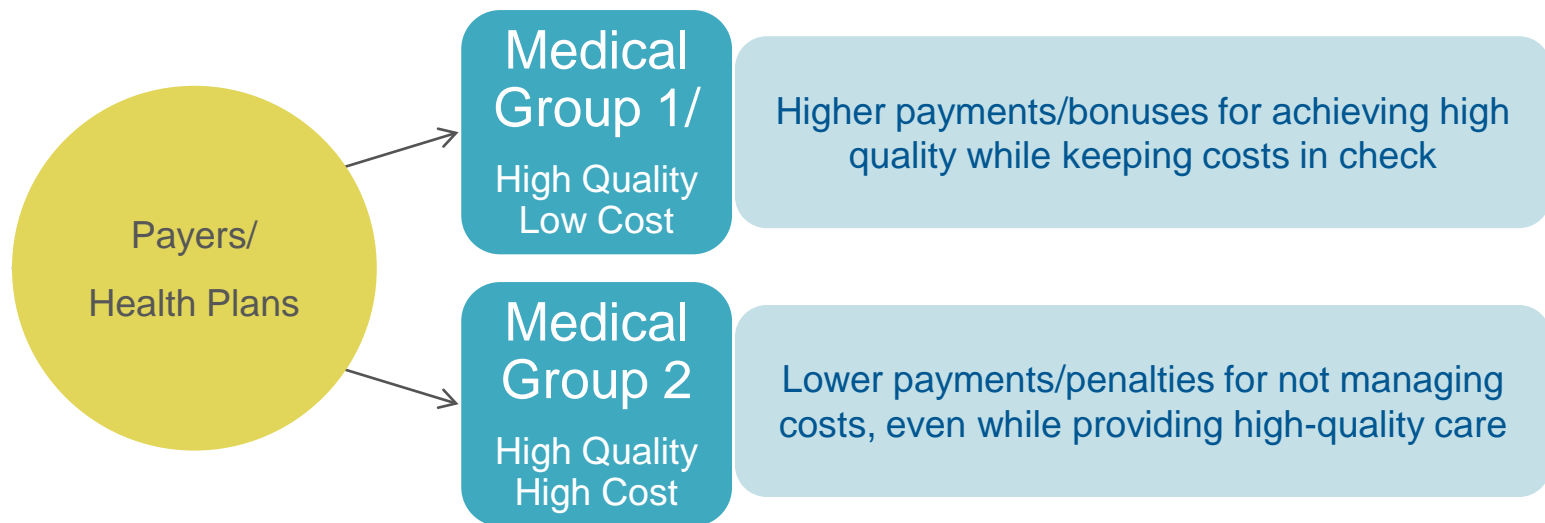 Payers/
Health Plans
Medical
Group 1/
High Quality
Low Cost
Higher payments/bonuses for achieving high
quality while keeping costs in check
Medical
Group 2
High Quality
High Cost
Lower payments/penalties for not managing
costs, even while providing high-quality care